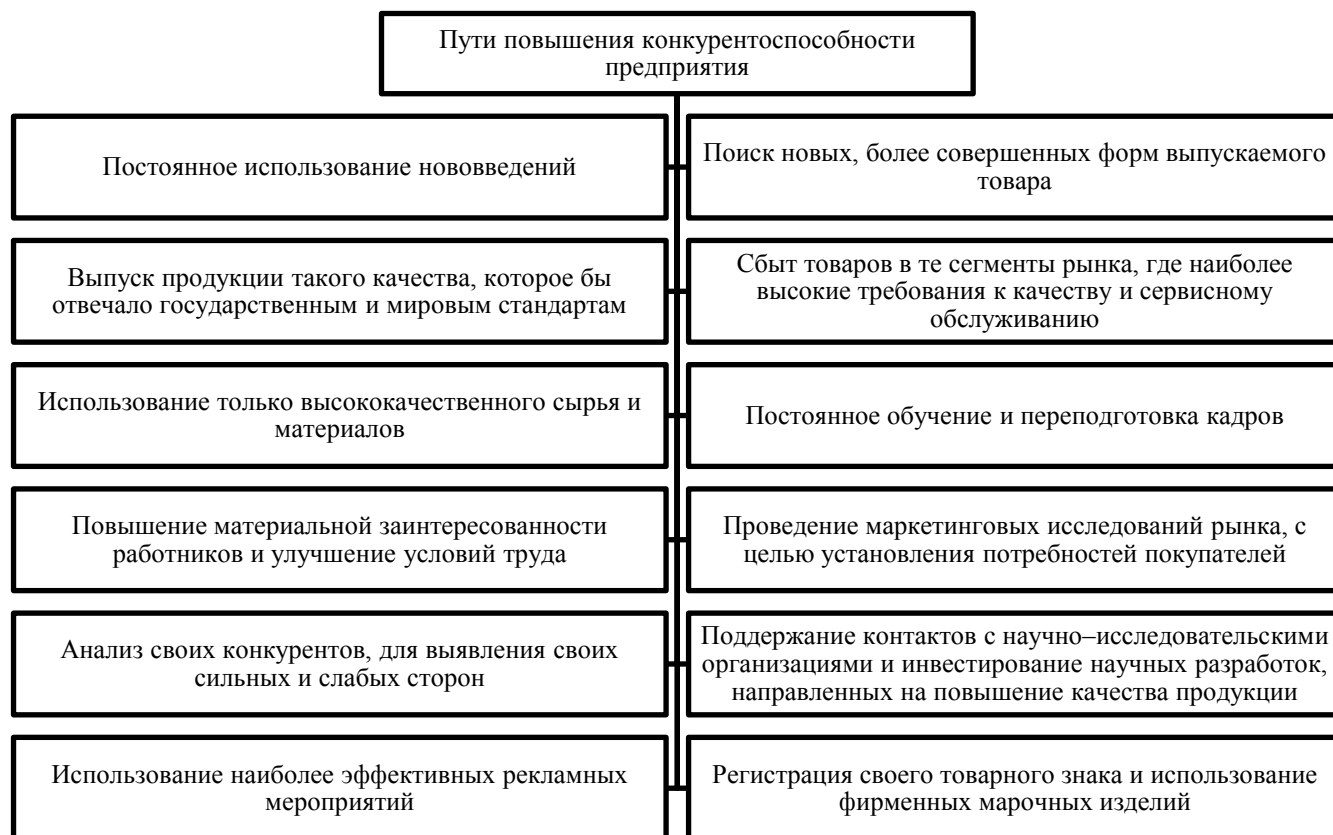 Пути повышения конкурентоспособности
предприятия
Постоянное использование нововведений
Поиск новых, более совершенных форм выпускаемого
товара
Выпуск продукции такого качества, которое бы
отвечало государственным и мировым стандартам
Сбыт товаров в те сегменты рынка, где наиболее
высокие требования к качеству и сервисному
обслуживанию
Использование только высококачественного сырья и
материалов
Постоянное обучение и переподготовка кадров
Повышение материальной заинтересованности
работников и улучшение условий труда
Проведение маркетинговых исследований рынка, с
целью установления потребностей покупателей
Анализ своих конкурентов, для выявления своих
сильных и слабых сторон
Поддержание контактов с научно–исследовательскими
организациями и инвестирование научных разработок,
направленных на повышение качества продукции
Использование наиболее эффективных рекламных
мероприятий
Регистрация своего товарного знака и использование
фирменных марочных изделий